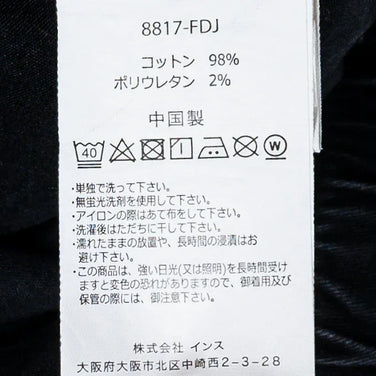 8817-FDJ
コットン 98%
ポリウレタン 2%
中国製
40 W
・単独で洗って下さい。
・無蛍光洗剤を使用して下さい。
・アイロンの際はあて布をして下さい。
・洗濯後はただちに干して下さい。
・濡れたままの放置や、長時間の浸漬はお
避け下さい。
・この商品は、強い日光(又は照明)を長時間受け
ますと変色の恐れがありますので、御着用及び
保管の際には、御注意下さい。
株式会社 インス
大阪府大阪市北区中崎西2-3-28